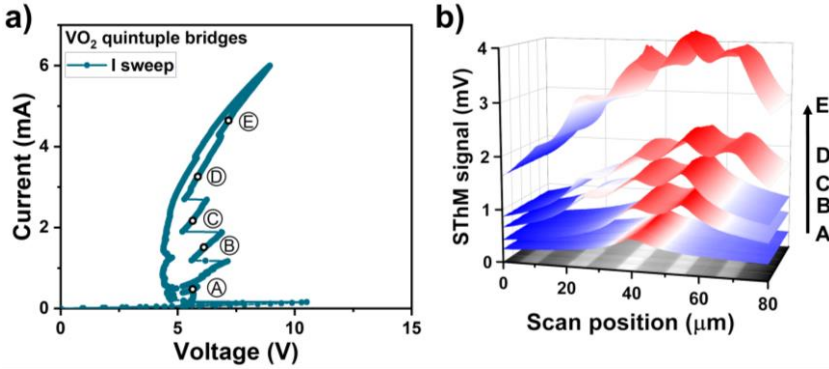 a)
VO₂ quintuple bridges
I sweep
6
4
2
0
0
5
10
15
Current (mA)
Voltage (V)
Ⓔ
Ⓓ
Ⓒ
Ⓑ
Ⓐ
b)
4
3
2
1
0
0
20
40
60
80
SThM signal (mV)
Scan position (μm)
E
D
C
B
A